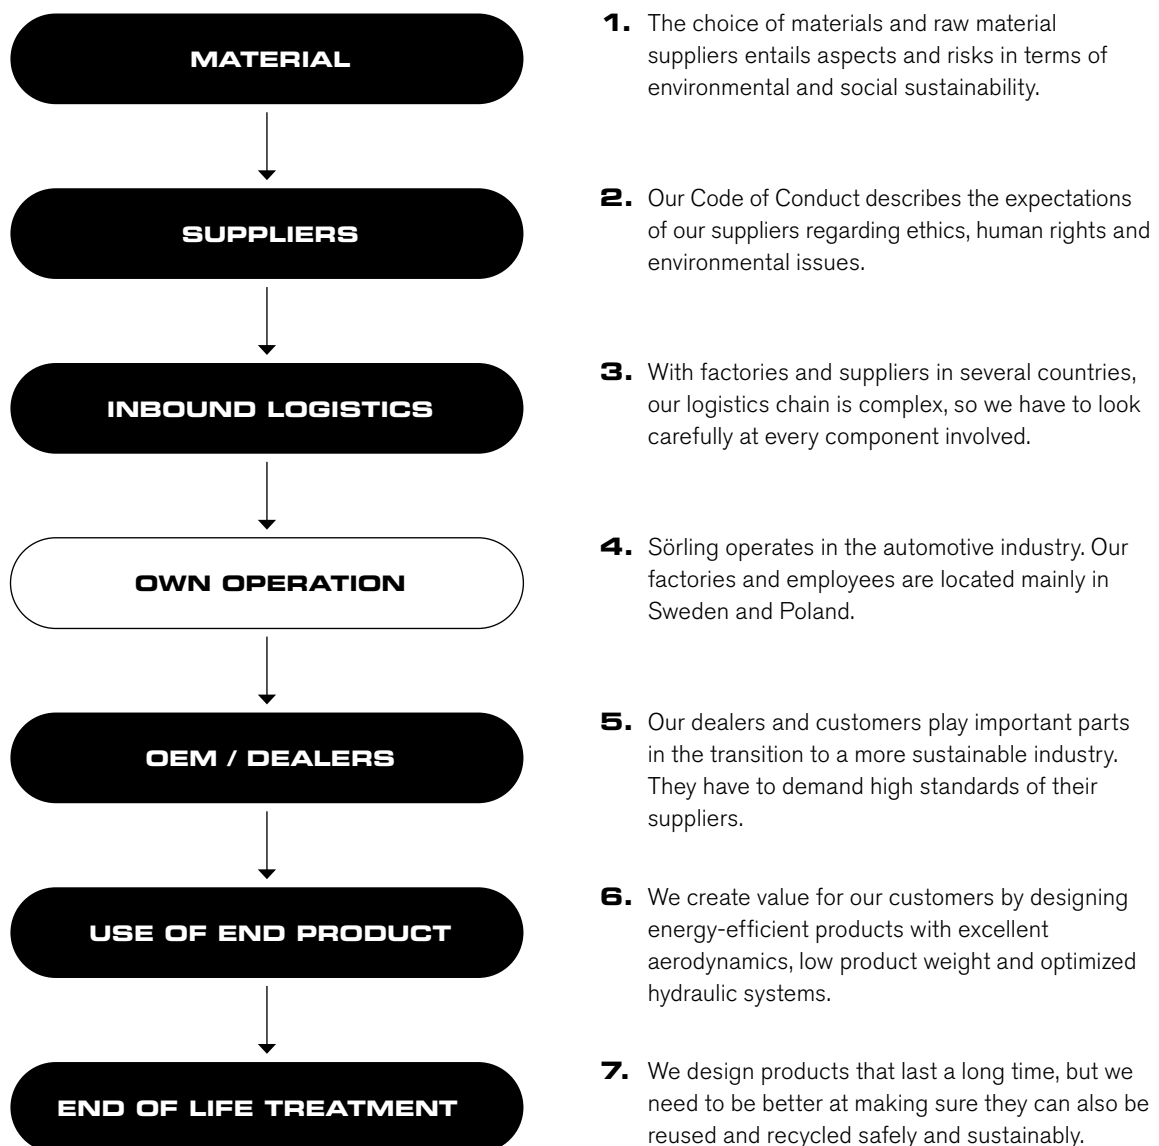 MATERIAL
1. The choice of materials and raw material
suppliers entails aspects and risks in terms of
environmental and social sustainability.
SUPPLIERS
2. Our Code of Conduct describes the expectations
of our suppliers regarding ethics, human rights and
environmental issues.
INBOUND LOGISTICS
3. With factories and suppliers in several countries,
our logistics chain is complex, so we have to look
carefully at every component involved.
OWN OPERATION
4. Sörling operates in the automotive industry. Our
factories and employees are located mainly in
Sweden and Poland.
OEM / DEALERS
5. Our dealers and customers play important parts
in the transition to a more sustainable industry.
They have to demand high standards of their
suppliers.
USE OF END PRODUCT
6. We create value for our customers by designing
energy-efficient products with excellent
aerodynamics, low product weight and optimized
hydraulic systems.
END OF LIFE TREATMENT
7. We design products that last a long time, but we
need to be better at making sure they can also be
reused and recycled safely and sustainably.